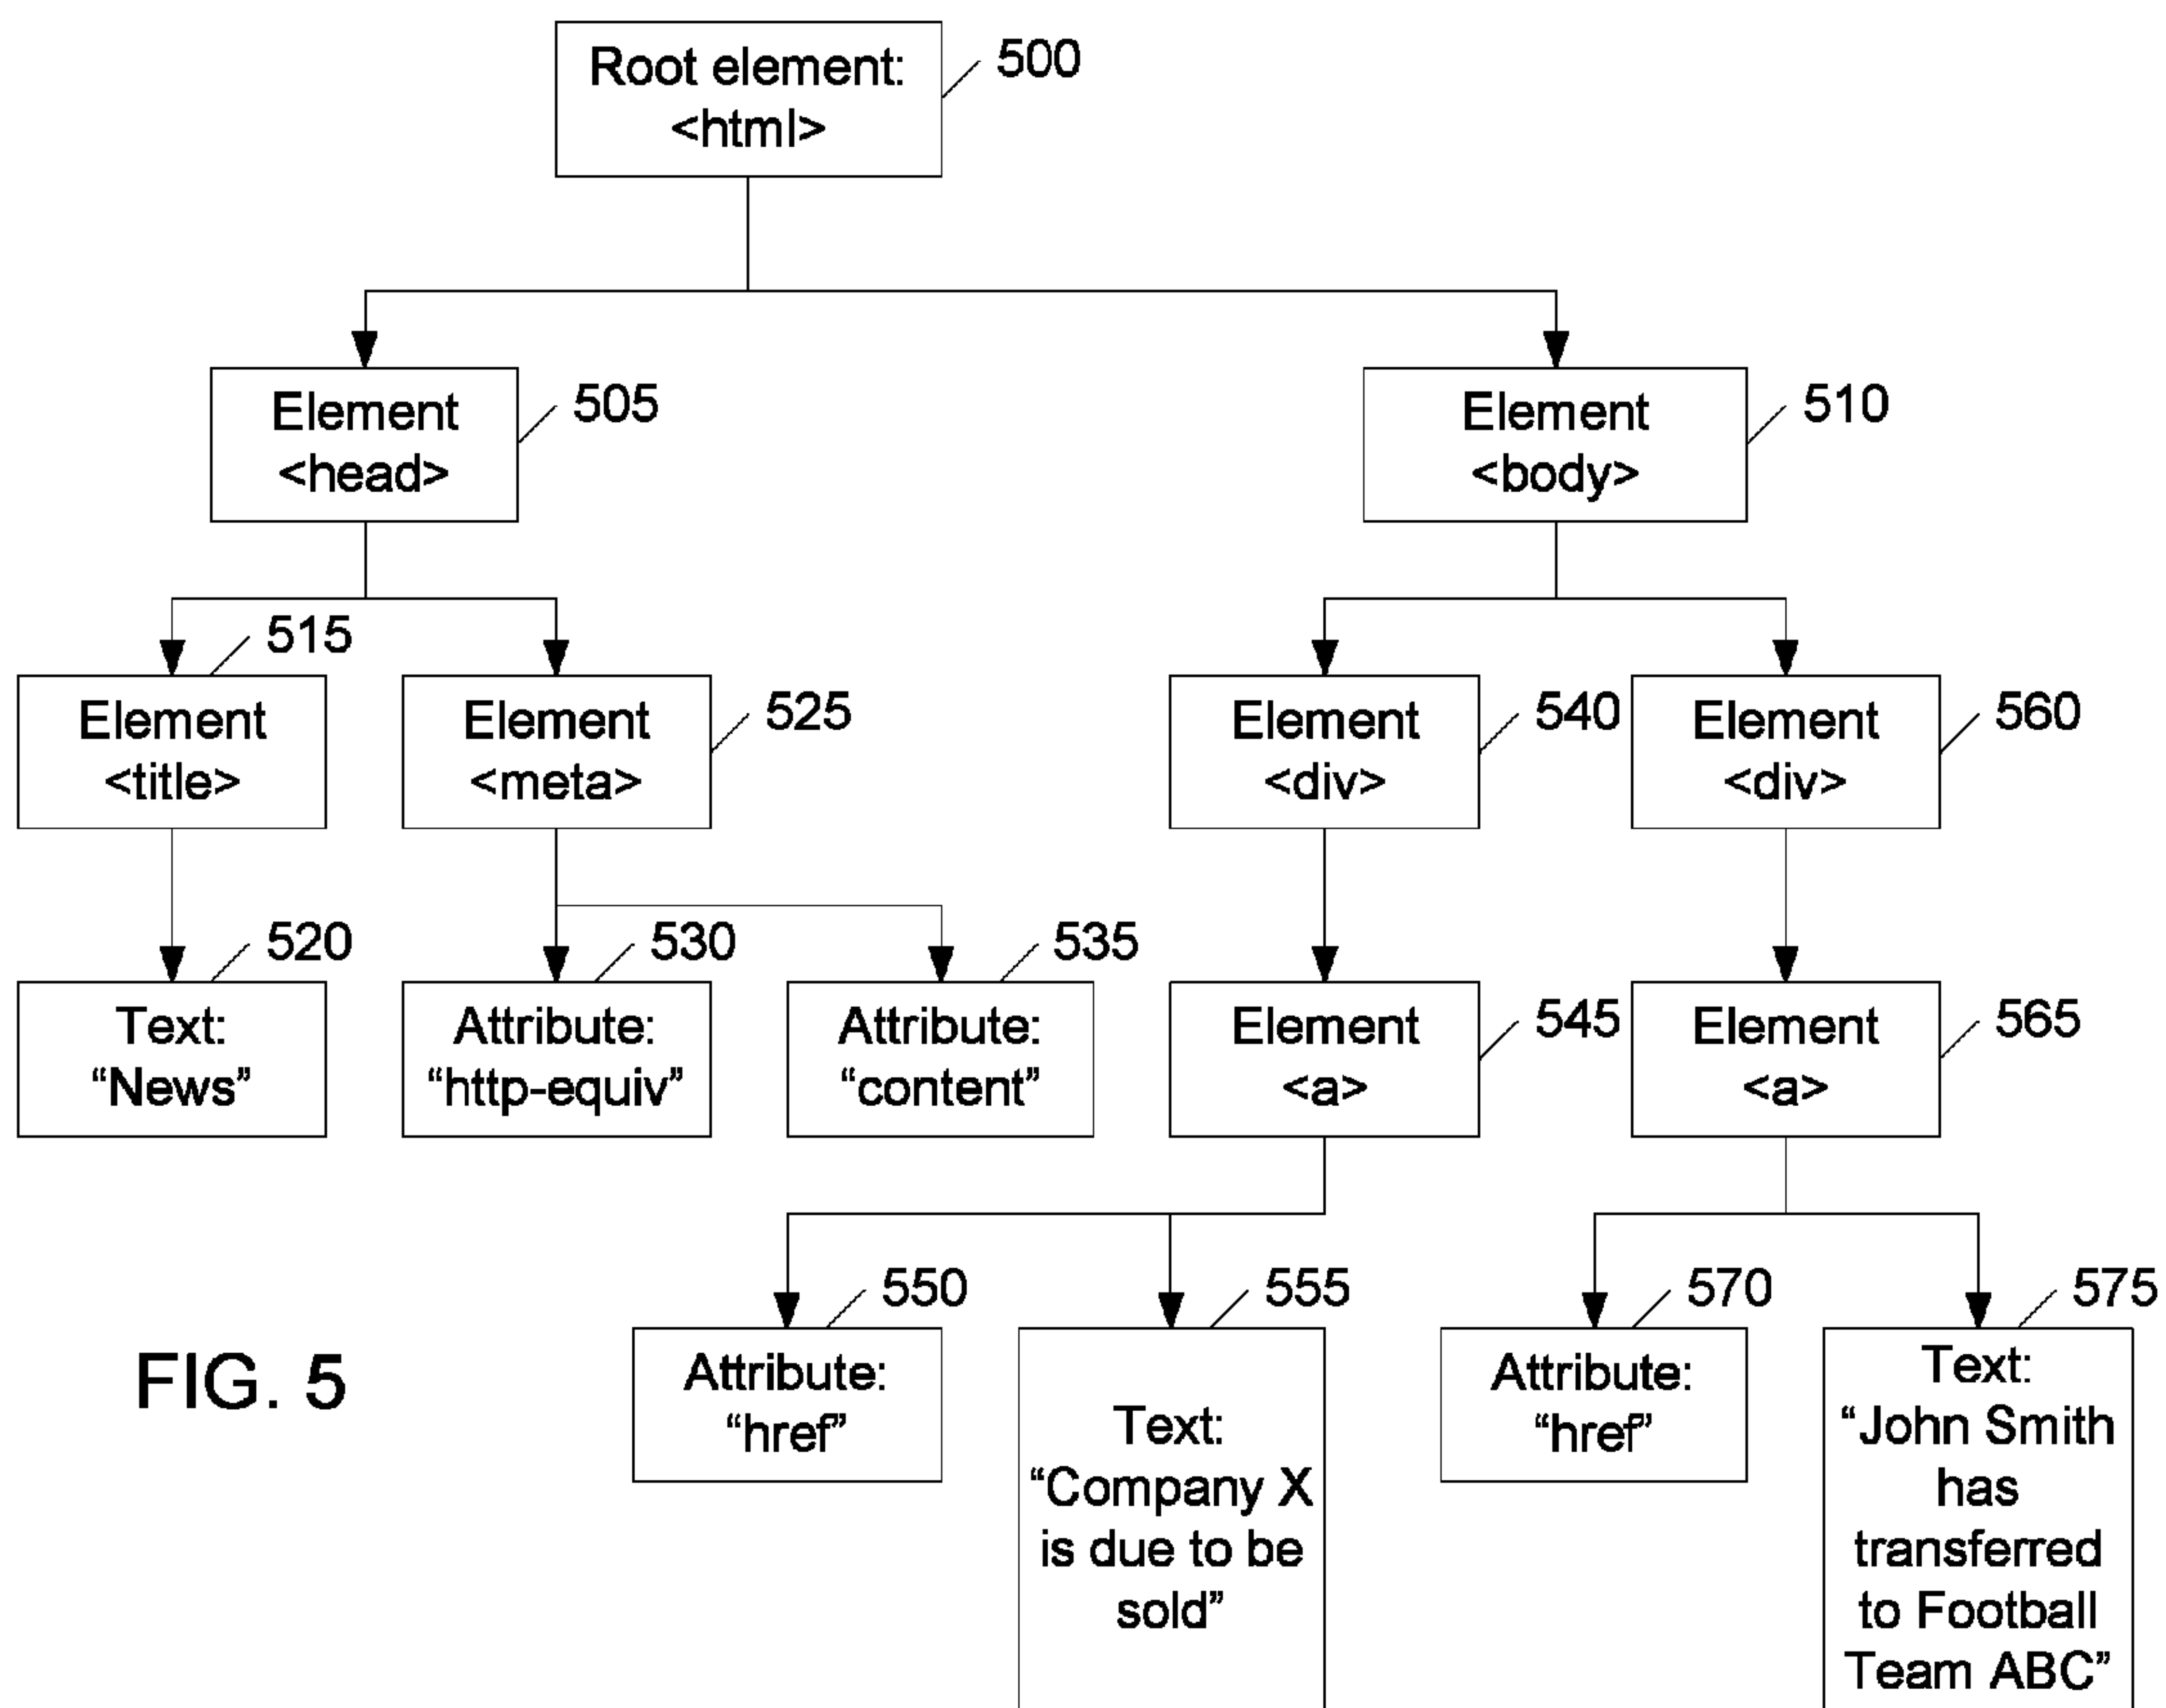 Root element:
<html>
500
Element
<head>
505
Element
<body>
510
515
Element
<title>
Element
<meta>
525
Element
<div>
540
Element
<div>
560
520
Text:
“News”
530
Attribute:
“http-equiv”
535
Attribute:
“content”
Element
<a>
545
Element
<a>
565
550
Attribute:
“href”
555
Text:
“Company X
is due to be
sold”
570
Attribute:
“href”
575
Text:
“John Smith
has
transferred
to Football
Team ABC”
FIG. 5